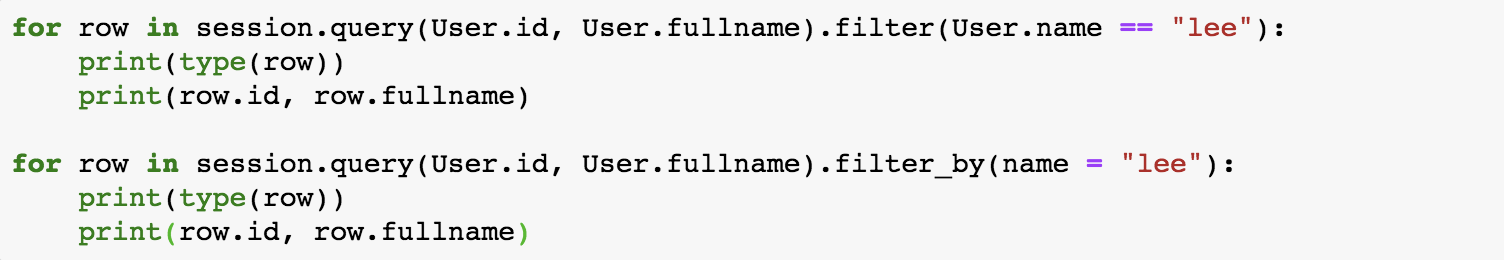 for row in session.query(User.id, User.fullname).filter(User.name == "lee"):
    print(type(row))
    print(row.id, row.fullname)

for row in session.query(User.id, User.fullname).filter_by(name = "lee"):
    print(type(row))
    print(row.id, row.fullname)